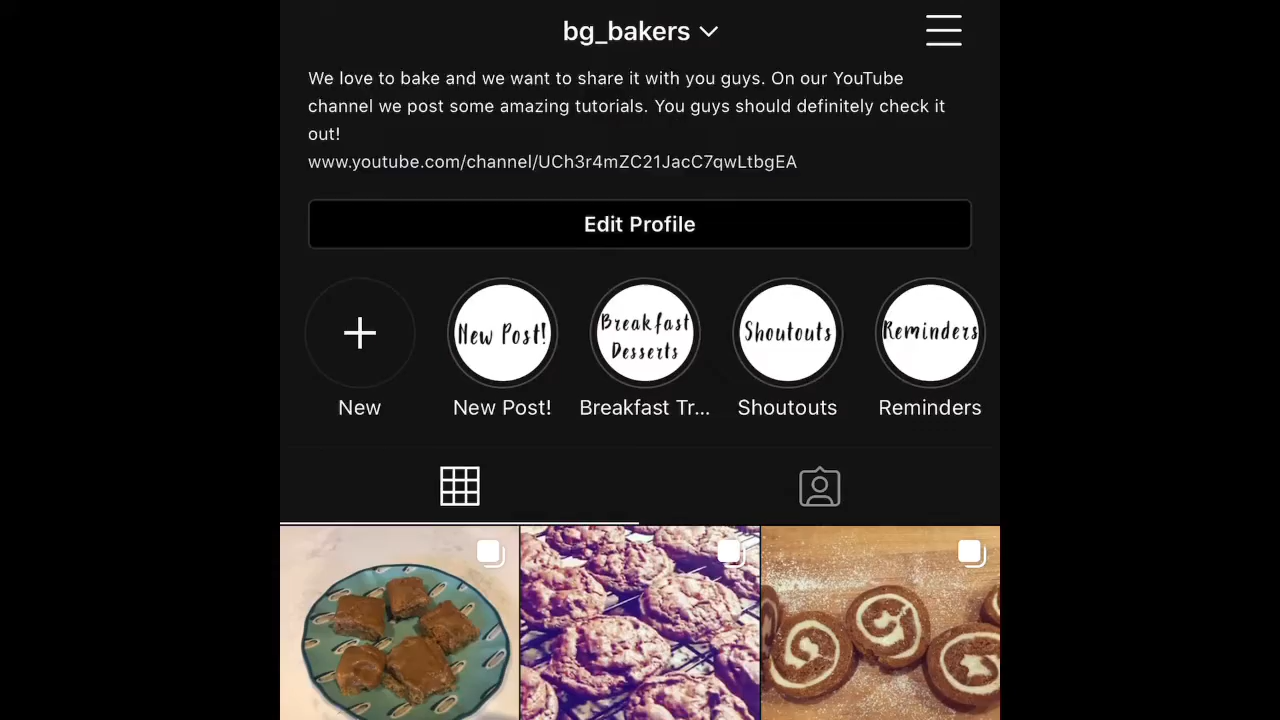 bg_bakers
We love to bake and we want to share it with you guys. On our YouTube
channel we post some amazing tutorials. You guys should definitely check it
out!
www.youtube.com/channel/UCh3r4mZC21JacC7qwLtbgEA
Edit Profile
New Post!
Breakfast
Desserts
Shoutouts
Reminders
New
New Post!
Breakfast Tr...
Shoutouts
Reminders